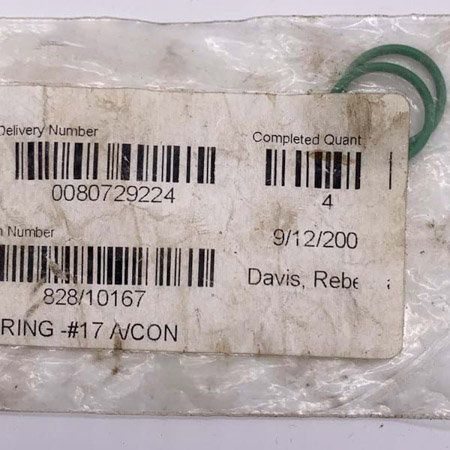 Delivery Number
Completed Quant
0080729224
4
n Number
9/12/200
828/10167
Davis, Rebe a
RING -#17 A/CON